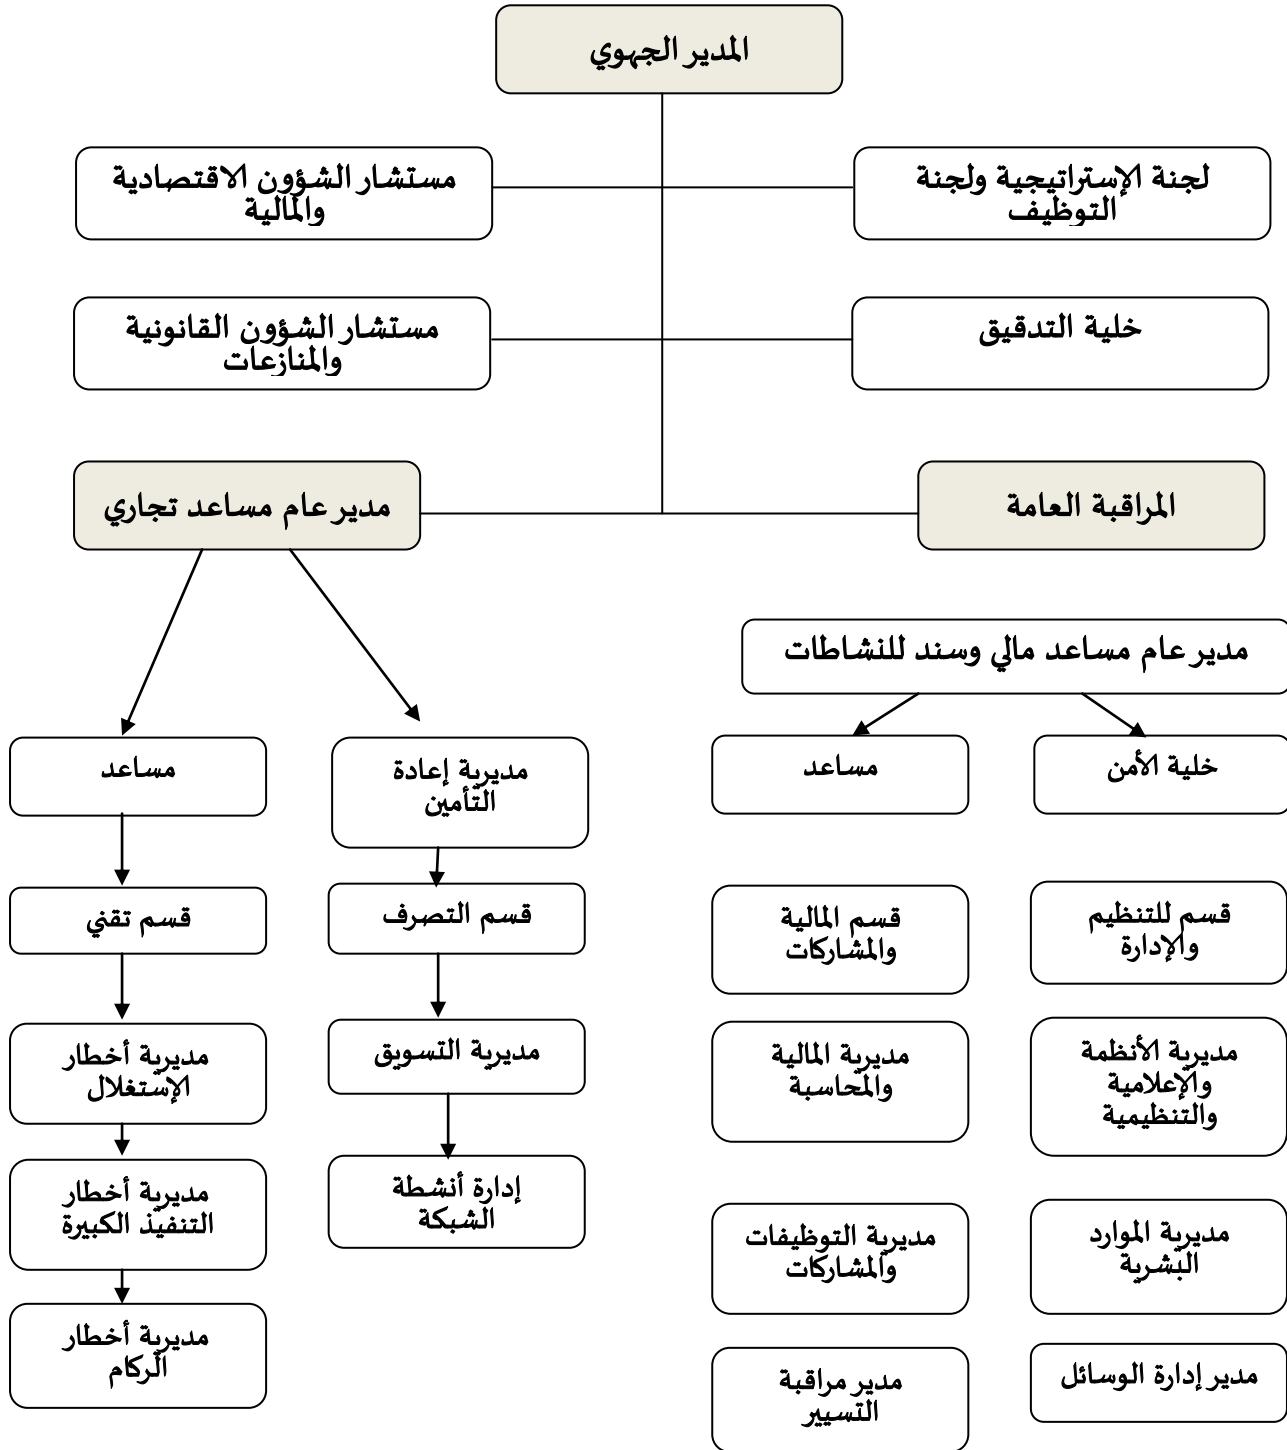 المدير الجهوي
لجنة الإستراتيجية ولجنة
التوظيف
مستشار الشؤون الاقتصادية
والمالية
خلية التدقيق
مستشار الشؤون القانونية
والمنازعات
المراقبة العامة
مدير عام مساعد تجاري
مدير عام مساعد مالي وسند للنشاطات
خلية الأمن
مساعد
مديرية إعادة
التأمين
مساعد
قسم للتنظيم
والإدارة
قسم المالية
والمشاركات
قسم التصرف
قسم تقني
مديرية الأنظمة
والإعلامية
والتنظيمية
مديرية المالية
والمحاسبة
مديرية التسويق
مديرية أخطار
الإستغلال
مديرية الموارد
البشرية
مديرية التوظيفات
والمشاركات
إدارة أنشطة
الشبكة
مديرية أخطار
التنفيذ الكبيرة
مدير إدارة الوسائل
مدير مراقبة
التسيير
مديرية أخطار
الركام